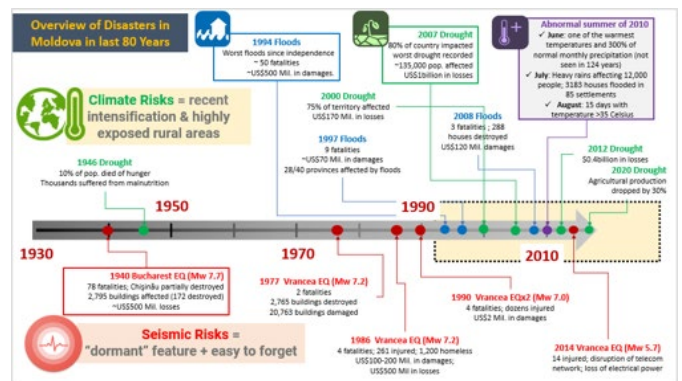 Overview of Disasters in
Moldova in last 80 Years
1994 Floods
Worst floods since independence
~ 50 fatalities
~US$500 Mil. in damages.
2007 Drought
80% of country impacted
worst drought recorded
~135,000 pop. affected
US$1billion in losses
Abnormal summer of 2010
✓ June: one of the warmest
temperatures and 300% of
normal monthly precipitation (not
seen in 124 years)
✓ July: Heavy rains affecting 12,000
people; 3183 houses flooded in
85 settlements
✓ August: 15 days with
temperature >35 Celsius
Climate Risks = recent
intensification & highly
exposed rural areas
2000 Drought
75% of territory affected
US$170 Mil. in losses
1997 Floods
9 fatalities
~US$70 Mil. in damages
28/40 provinces affected by floods
2008 Floods
3 fatalities ; 288
houses destroyed
US$120 Mil. damages
1946 Drought
10% of pop. died of hunger
Thousands suffered from malnutrition
2012 Drought
$0.4billion in losses
2020 Drought
Agricultural production
dropped by 30%
1950
1990
1930
1970
2010
1940 Bucharest EQ (Mw 7.7)
78 fatalities; Chișinău partially destroyed
2,795 buildings affected (172 destroyed)
~US$500 Mil. losses
1977 Vrancea EQ (Mw 7.2)
2 fatalities
2,765 buildings destroyed
20,763 buildings damaged
1990 Vrancea EQx2 (Mw 7.0)
4 fatalities; dozens injured
US$2 Mil. in damages
Seismic Risks =
"dormant" feature + easy to forget
1986 Vrancea EQ (Mw 7.2)
4 fatalities; 261 injured; 1,200 homeless
US$100-200 Mil. in damages;
US$500 Mil in losses
2014 Vrancea EQ (Mw 5.7)
14 injured; disruption of telecom
network; loss of electrical power